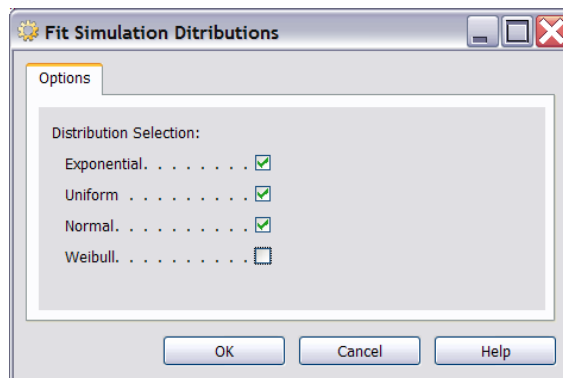 Fit Simulation Ditributions
Options
Distribution Selection:
Exponential. . . . . . . .
Uniform . . . . . . . . .
Normal. . . . . . . . . .
Weibull. . . . . . . . . .
OK Cancel Help